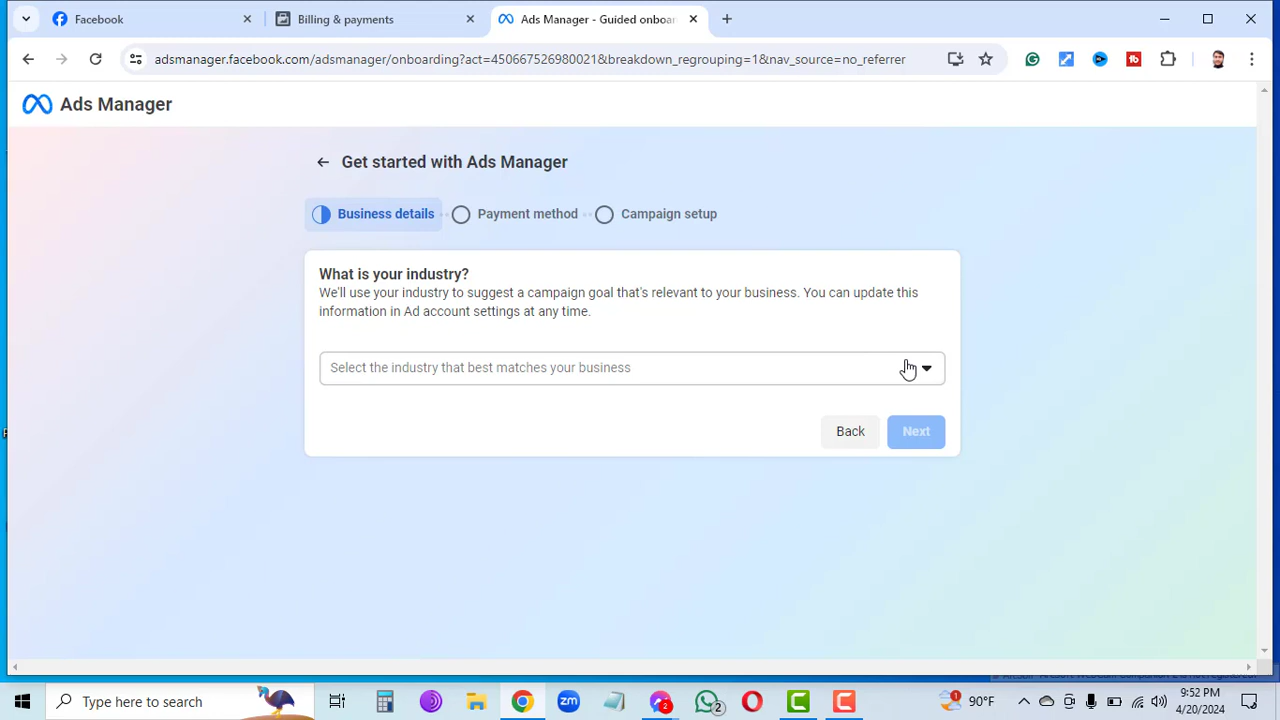 Facebook
Billing & payments
Ads Manager - Guided onboar
adsmanager.facebook.com/adsmanager/onboarding?act=450667526980021&breakdown_regrouping=1&nav_source=no_referrer
Ads Manager
Get started with Ads Manager
Business details
Payment method
Campaign setup
What is your industry?
We'll use your industry to suggest a campaign goal that's relevant to your business. You can update this
information in Ad account settings at any time.
Select the industry that best matches your business
Back
Next
Type here to search
zm
2
2
1
90°F
9:52 PM
4/20/2024